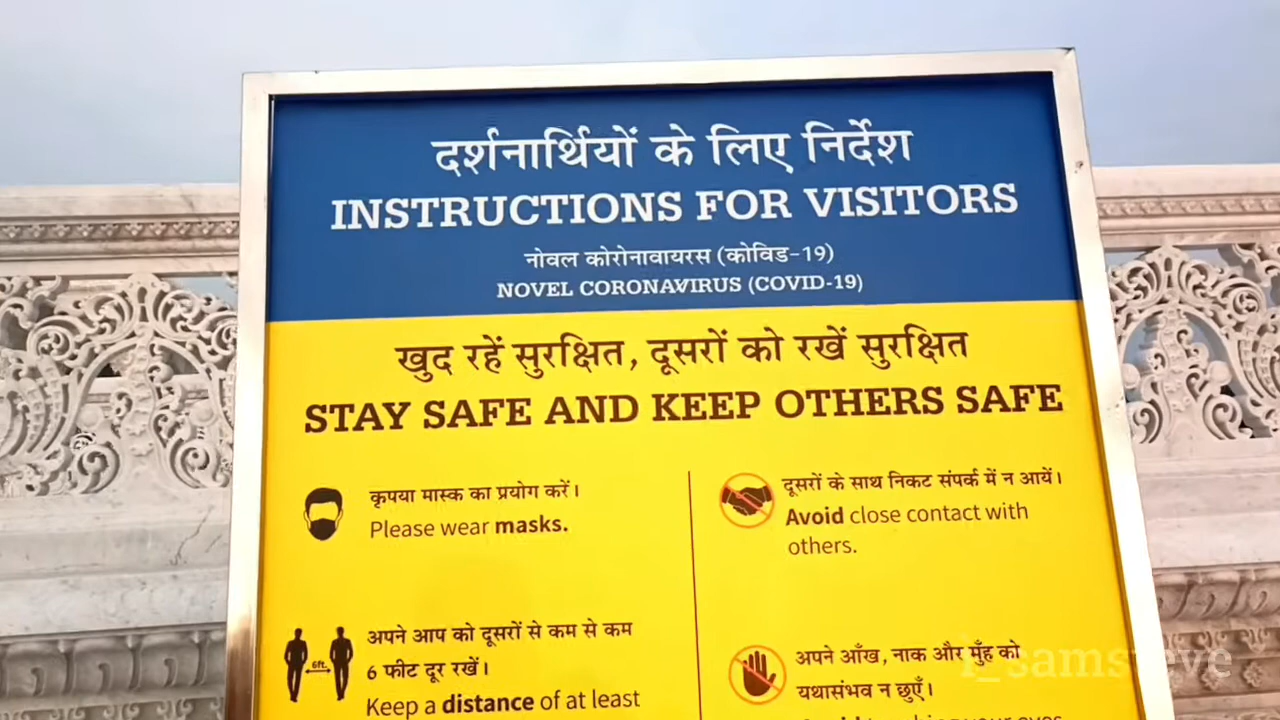 दर्शनार्थियों के लिए निर्देश
INSTRUCTIONS FOR VISITORS
नोवल कोरोनावायरस (कोविड-19)
NOVEL CORONAVIRUS (COVID-19)
खुद रहें सुरक्षित, दूसरों को रखें सुरक्षित
STAY SAFE AND KEEP OTHERS SAFE
कृपया मास्क का प्रयोग करें।
Please wear masks.
अपने आप को दूसरों से कम से कम
6 फीट दूर रखें।
6ft.
Keep a distance of at least
दूसरों के साथ निकट संपर्क में न आयें।
Avoid close contact with
others.
अपने आँख, नाक और मुँह को
यथासंभव न छुएँ।
i_samsteve